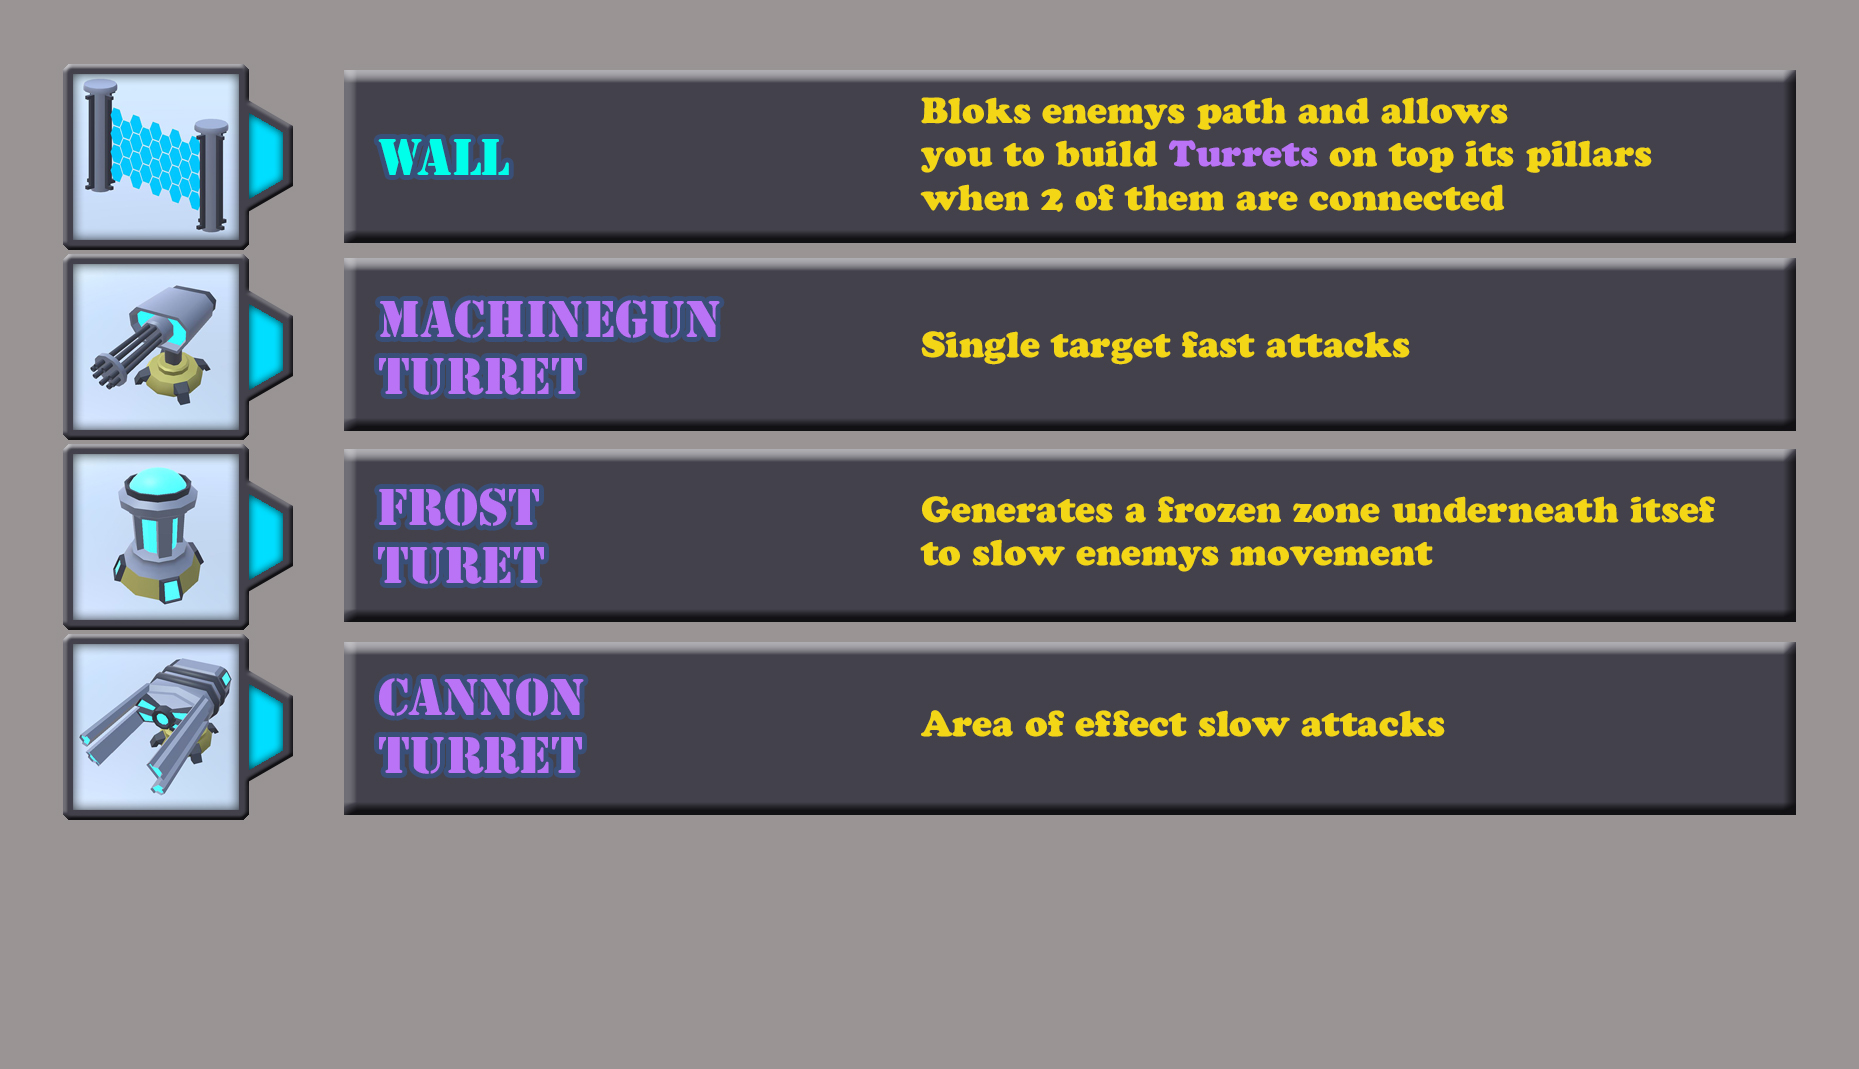 WALL
Bloks enemys path and allows
you to build Turrets on top its pillars
when 2 of them are connected
MACHINEGUN
TURRET
Single target fast attacks
FROST
TURET
Generates a frozen zone underneath itsef
to slow enemys movement
CANNON
TURRET
Area of effect slow attacks